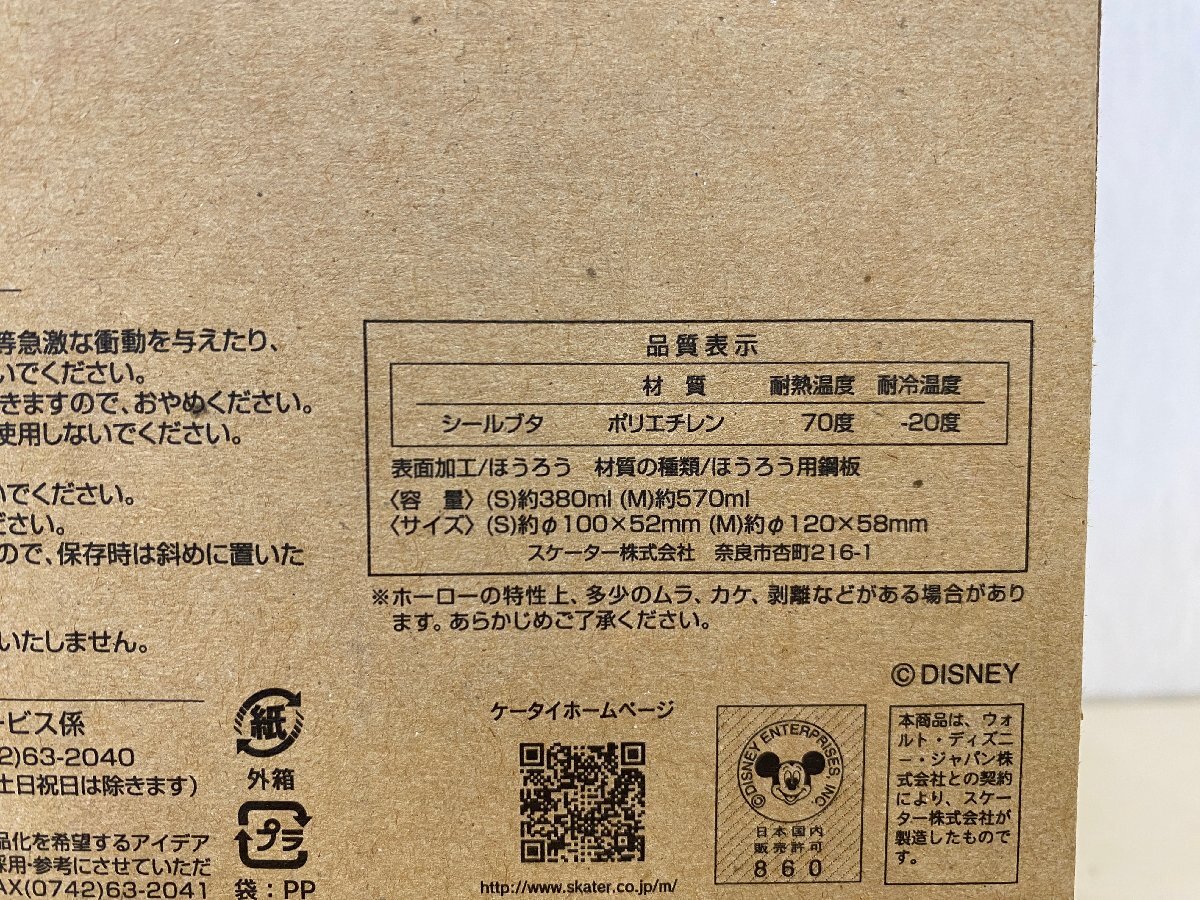 等急激な衝動を与えたり、
いでください。
きますので、おやめください。
使用しないでください。
いでください。
ださい。
ので、保存時は斜めに置いた
いたしません。
ービス係
2)63-2040
土日祝日は除きます)
品化を希望するアイデア
採用・参考にさせていただ
FAX(0742)63-2041
紙
外箱
プラ
袋：PP
品質表示
材 質 耐熱温度 耐冷温度
シールブタ ポリエチレン 70度 -20度
表面加工/ほうろう 材質の種類/ほうろう用鋼板
〈容 量〉(S)約380ml (M)約570ml
〈サイズ〉(S)約φ100×52mm (M)約φ120×58mm
スケーター株式会社 奈良市杏町216-1
※ホーローの特性上、多少のムラ、カケ、剥離などがある場合があり
ます。あらかじめご了承ください。
©DISNEY
ケータイホームページ
http://www.skater.co.jp/m/
©DISNEY ENTERPRISES, INC.
日本国内
販売許可
860
本商品は、ウォ
ルト・ディズニ
ー・ジャパン株
式会社との契約
により、スケー
ター株式会社が
製造したもので
す。